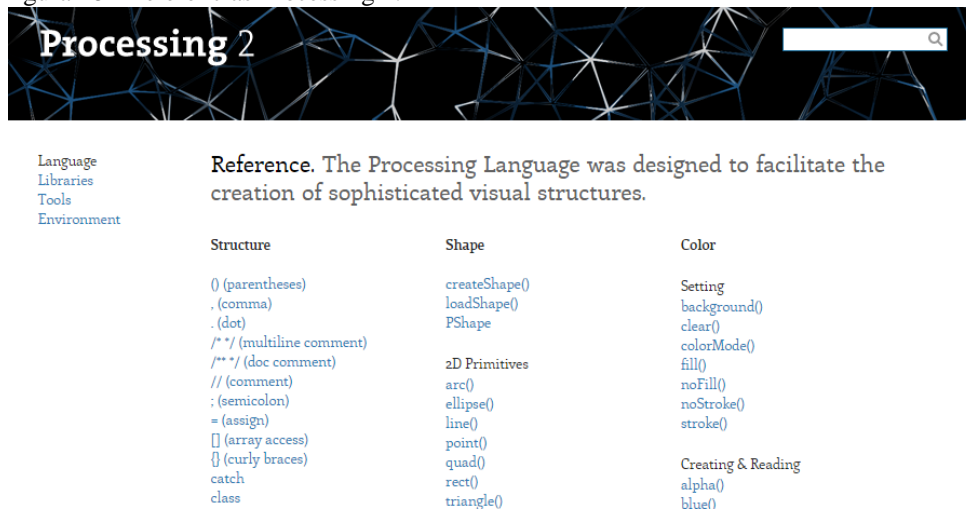 Processing 2
Language
Libraries
Tools
Environment
Reference. The Processing Language was designed to facilitate the
creation of sophisticated visual structures.
Structure
() (parentheses)
, (comma)
. (dot)
/* */ (multiline comment)
/** */ (doc comment)
// (comment)
; (semicolon)
= (assign)
[] (array access)
{} (curly braces)
catch
class
Shape
createShape()
loadShape()
PShape
2D Primitives
arc()
ellipse()
line()
point()
quad()
rect()
triangle()
Color
Setting
background()
clear()
colorMode()
fill()
noFill()
noStroke()
stroke()
Creating & Reading
alpha()
blue()